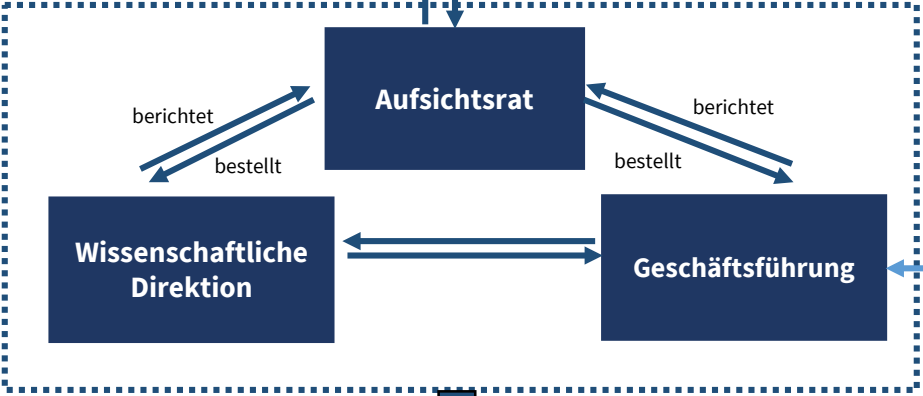 Aufsichtsrat
berichtet
berichtet
bestellt
bestellt
Wissenschaftliche
Direktion
Geschäftsführung